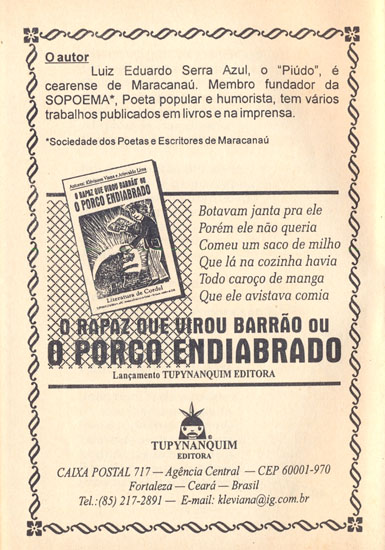 O autor
Luiz Eduardo Serra Azul, o “Piúdo”, é
cearense de Maracanaú. Membro fundador da
SOPOEMA*, Poeta popular e humorista, tem vários
trabalhos publicados em livros e na imprensa.
*Sociedade dos Poetas e Escritores de Maracanaú
Autores: Klévisson Viana e Arievaldo Lima
O RAPAZ QUE VIROU BARRÃO OU
O PORCO ENDIABRADO
Literatura de Cordel
Botavam janta pra ele
Porém ele não queria
Comeu um saco de milho
Que lá na cozinha havia
Todo caroço de manga
Que ele avistava comia
O RAPAZ QUE VIROU BARRÃO OU
O PORCO ENDIABRADO
Lançamento TUPYNANQUIM EDITORA
TUPYNANQUIM
EDITORA
CAIXA POSTAL 717 — Agência Central — CEP 60001-970
Fortaleza — Ceará — Brasil
Tel.:(85) 217-2891 — E-mail: kleviana@ig.com.br